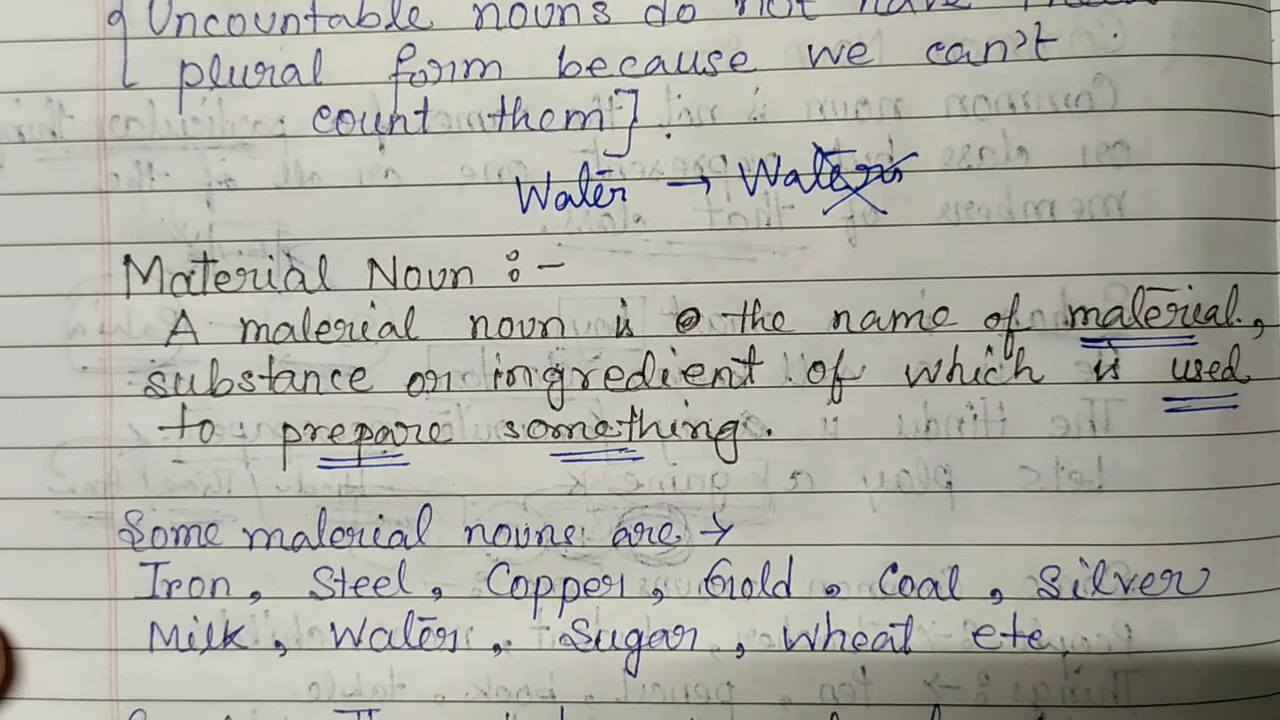 [Uncountable nouns do not have their
plural form because we can't
count them].
Water → Waters
Material Noun :-
A material noun is the name of material,
substance or ingredient of which is used
to prepare something.
Some material nouns are →
Iron, Steel, Copper, Gold, Coal, Silver
Milk, Water, Sugar, Wheat etc,